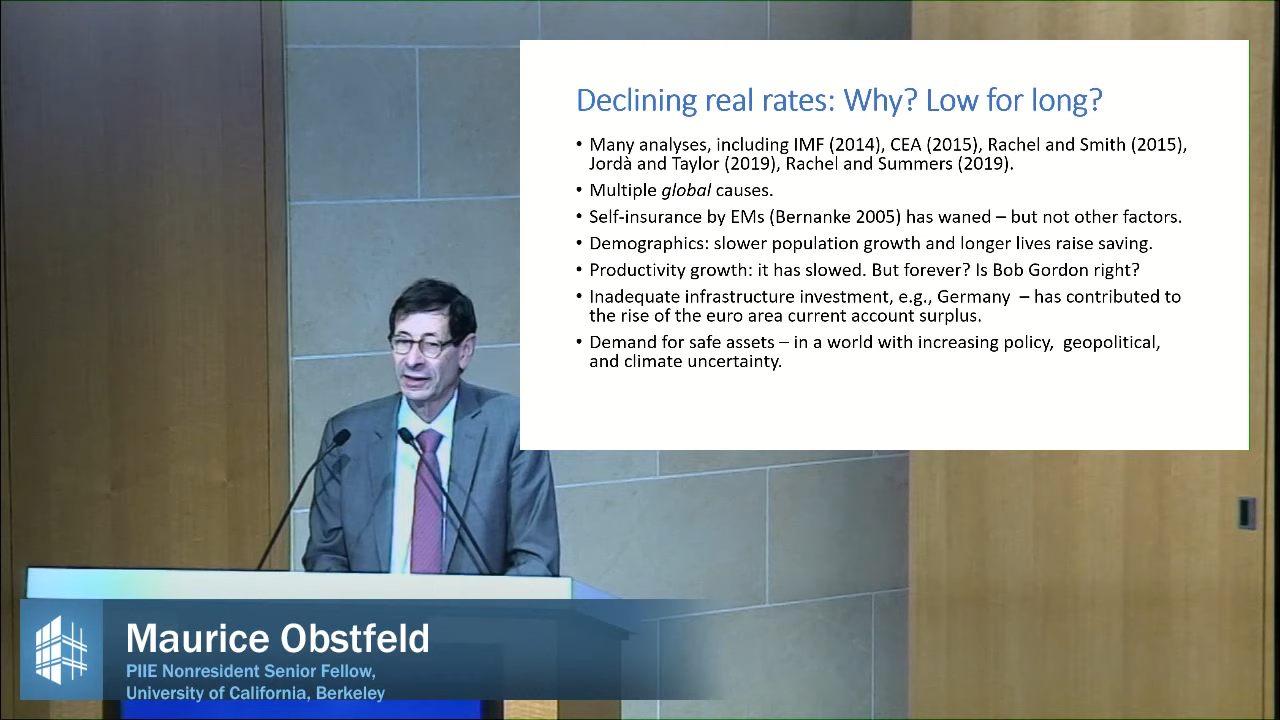 Declining real rates: Why? Low for long?
• Many analyses, including IMF (2014), CEA (2015), Rachel and Smith (2015),
Jordà and Taylor (2019), Rachel and Summers (2019).
• Multiple global causes.
• Self-insurance by EMs (Bernanke 2005) has waned – but not other factors.
• Demographics: slower population growth and longer lives raise saving.
• Productivity growth: it has slowed. But forever? Is Bob Gordon right?
• Inadequate infrastructure investment, e.g., Germany – has contributed to
the rise of the euro area current account surplus.
• Demand for safe assets – in a world with increasing policy, geopolitical,
and climate uncertainty.
Maurice Obstfeld
PIIE Nonresident Senior Fellow,
University of California, Berkeley